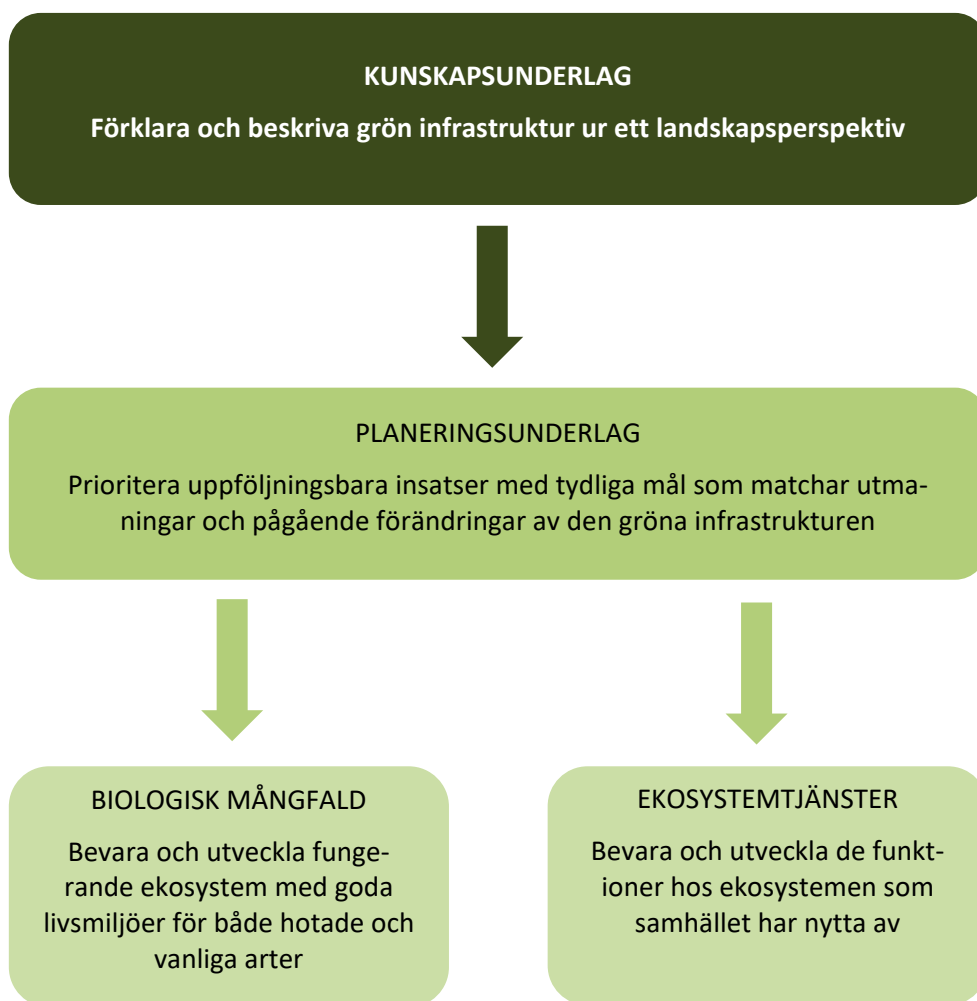 KUNSKAPSUNDERLAG
Förklara och beskriva grön infrastruktur ur ett landskapsperspektiv
PLANERINGSUNDERLAG
Prioritera uppföljningsbara insatser med tydliga mål som matchar utma-
ningar och pågående förändringar av den gröna infrastrukturen
BIOLOGISK MÅNGFALD
Bevara och utveckla funge-
rande ekosystem med goda
livsmiljöer för både hotade och
vanliga arter
EKOSYSTEMTJÄNSTER
Bevara och utveckla de funkt-
ioner hos ekosystemen som
samhället har nytta av